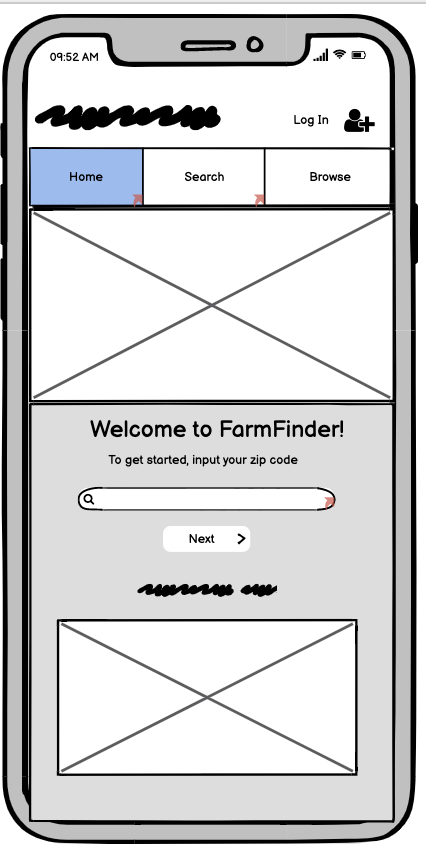 09:52 AM
Log In
Home Search Browse
Welcome to FarmFinder!
To get started, input your zip code
Next